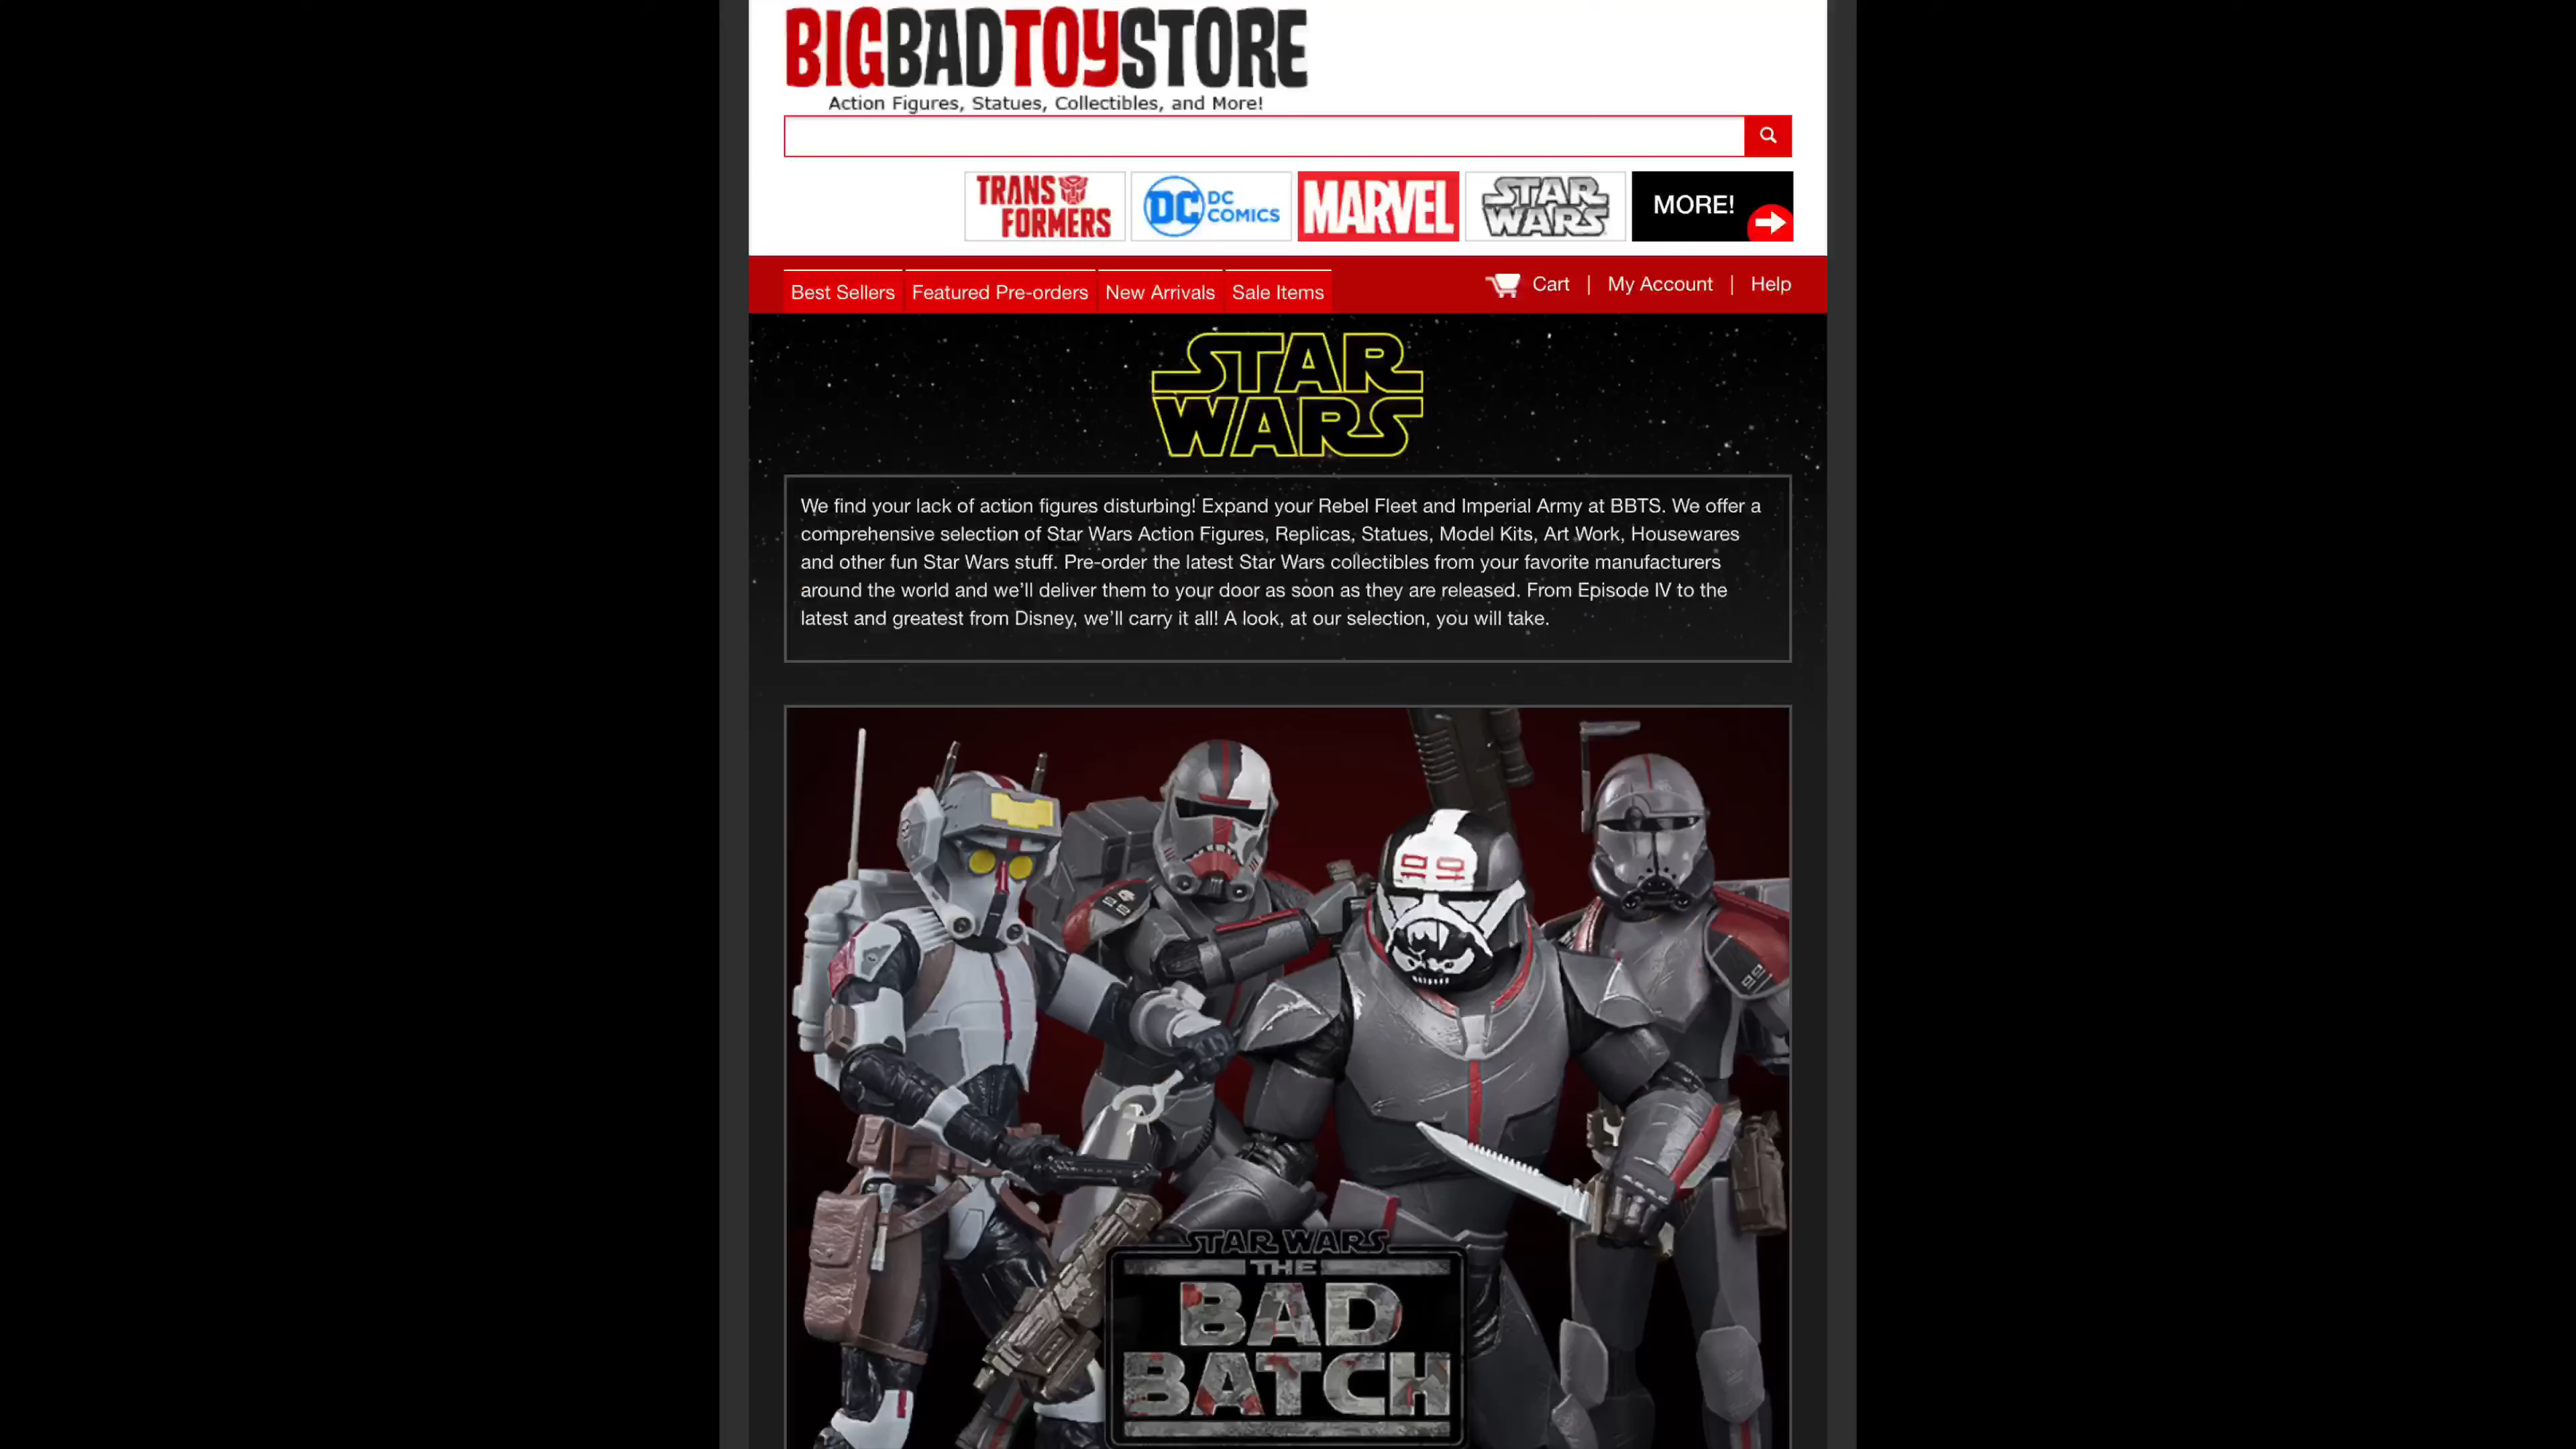 BIGBADTOYSTORE
Action Figures, Statues, Collectibles, and More!
TRANSFORMERS
DC DC COMICS
MARVEL
STAR WARS
MORE!
Best Sellers
Featured Pre-orders
New Arrivals
Sale Items
Cart | My Account | Help
STAR
WARS
We find your lack of action figures disturbing! Expand your Rebel Fleet and Imperial Army at BBTS. We offer a
comprehensive selection of Star Wars Action Figures, Replicas, Statues, Model Kits, Art Work, Housewares
and other fun Star Wars stuff. Pre-order the latest Star Wars collectibles from your favorite manufacturers
around the world and we’ll deliver them to your door as soon as they are released. From Episode IV to the
latest and greatest from Disney, we’ll carry it all! A look, at our selection, you will take.
99
STAR WARS
THE
BAD
BATCH